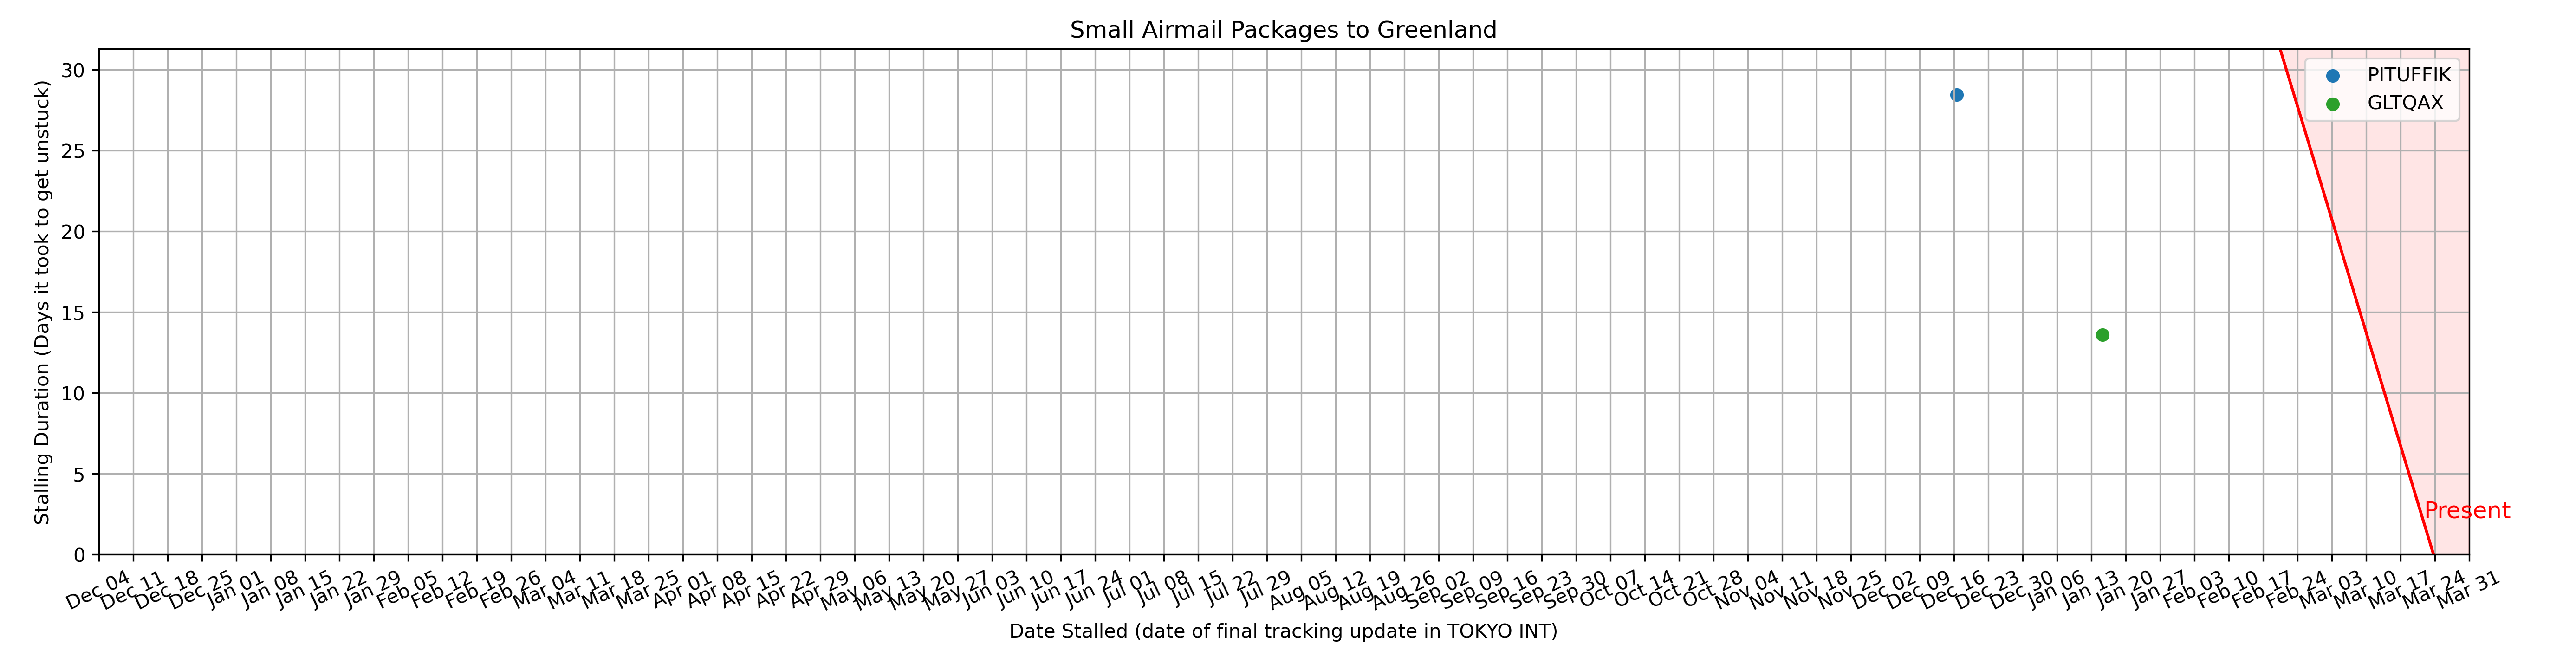 Small Airmail Packages to Greenland
Stalling Duration (Days it took to get unstuck)
30
25
20
15
10
5
0
PITUFFIK
GLTQAX
Present
Dec 04
Dec 11
Dec 18
Dec 25
Jan 01
Jan 08
Jan 15
Jan 22
Jan 29
Feb 05
Feb 12
Feb 19
Feb 26
Mar 04
Mar 11
Mar 18
Mar 25
Apr 01
Apr 08
Apr 15
Apr 22
Apr 29
May 06
May 13
May 20
May 27
Jun 03
Jun 10
Jun 17
Jun 24
Jul 01
Jul 08
Jul 15
Jul 22
Jul 29
Aug 05
Aug 12
Aug 19
Aug 26
Sep 02
Sep 09
Sep 16
Sep 23
Sep 30
Oct 07
Oct 14
Oct 21
Oct 28
Nov 04
Nov 11
Nov 18
Nov 25
Dec 02
Dec 09
Dec 16
Dec 23
Dec 30
Jan 06
Jan 13
Jan 20
Jan 27
Feb 03
Feb 10
Feb 17
Feb 24
Mar 03
Mar 10
Mar 17
Mar 24
Mar 31
Date Stalled (date of final tracking update in TOKYO INT)